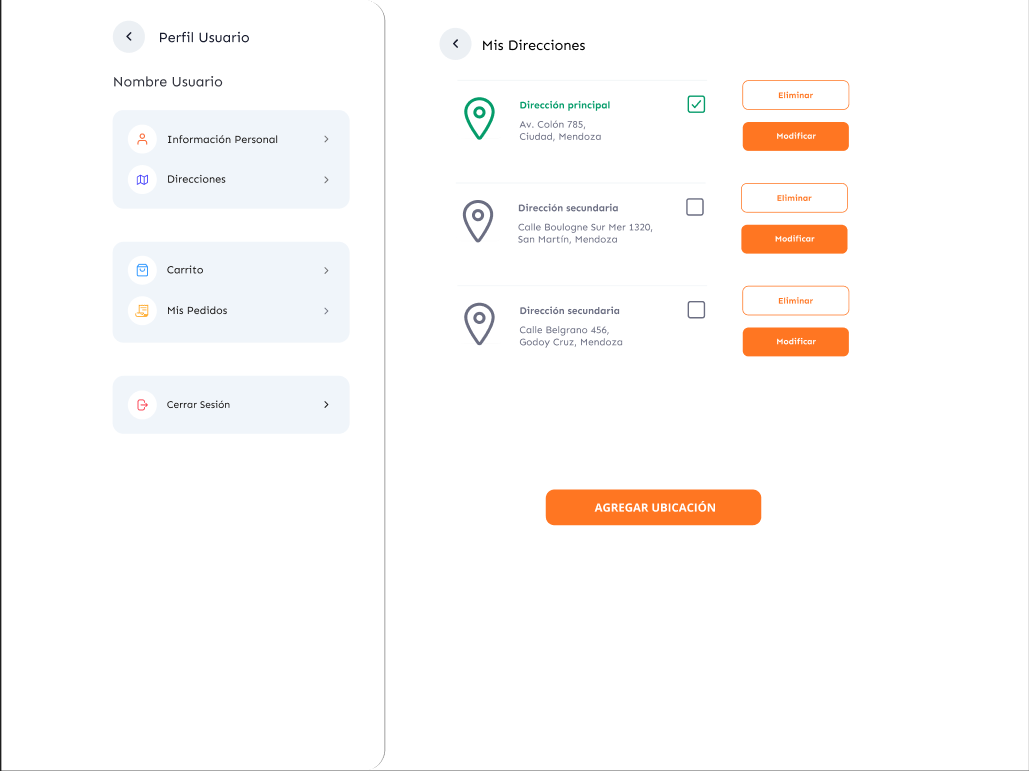 Perfil Usuario
Nombre Usuario
Información Personal
Direcciones
Carrito
Mis Pedidos
Cerrar Sesión
Mis Direcciones
Dirección principal
Av. Colón 785,
Ciudad, Mendoza
Eliminar
Modificar
Dirección secundaria
Calle Boulogne Sur Mer 1320,
San Martín, Mendoza
Eliminar
Modificar
Dirección secundaria
Calle Belgrano 456,
Godoy Cruz, Mendoza
Eliminar
Modificar
AGREGAR UBICACIÓN